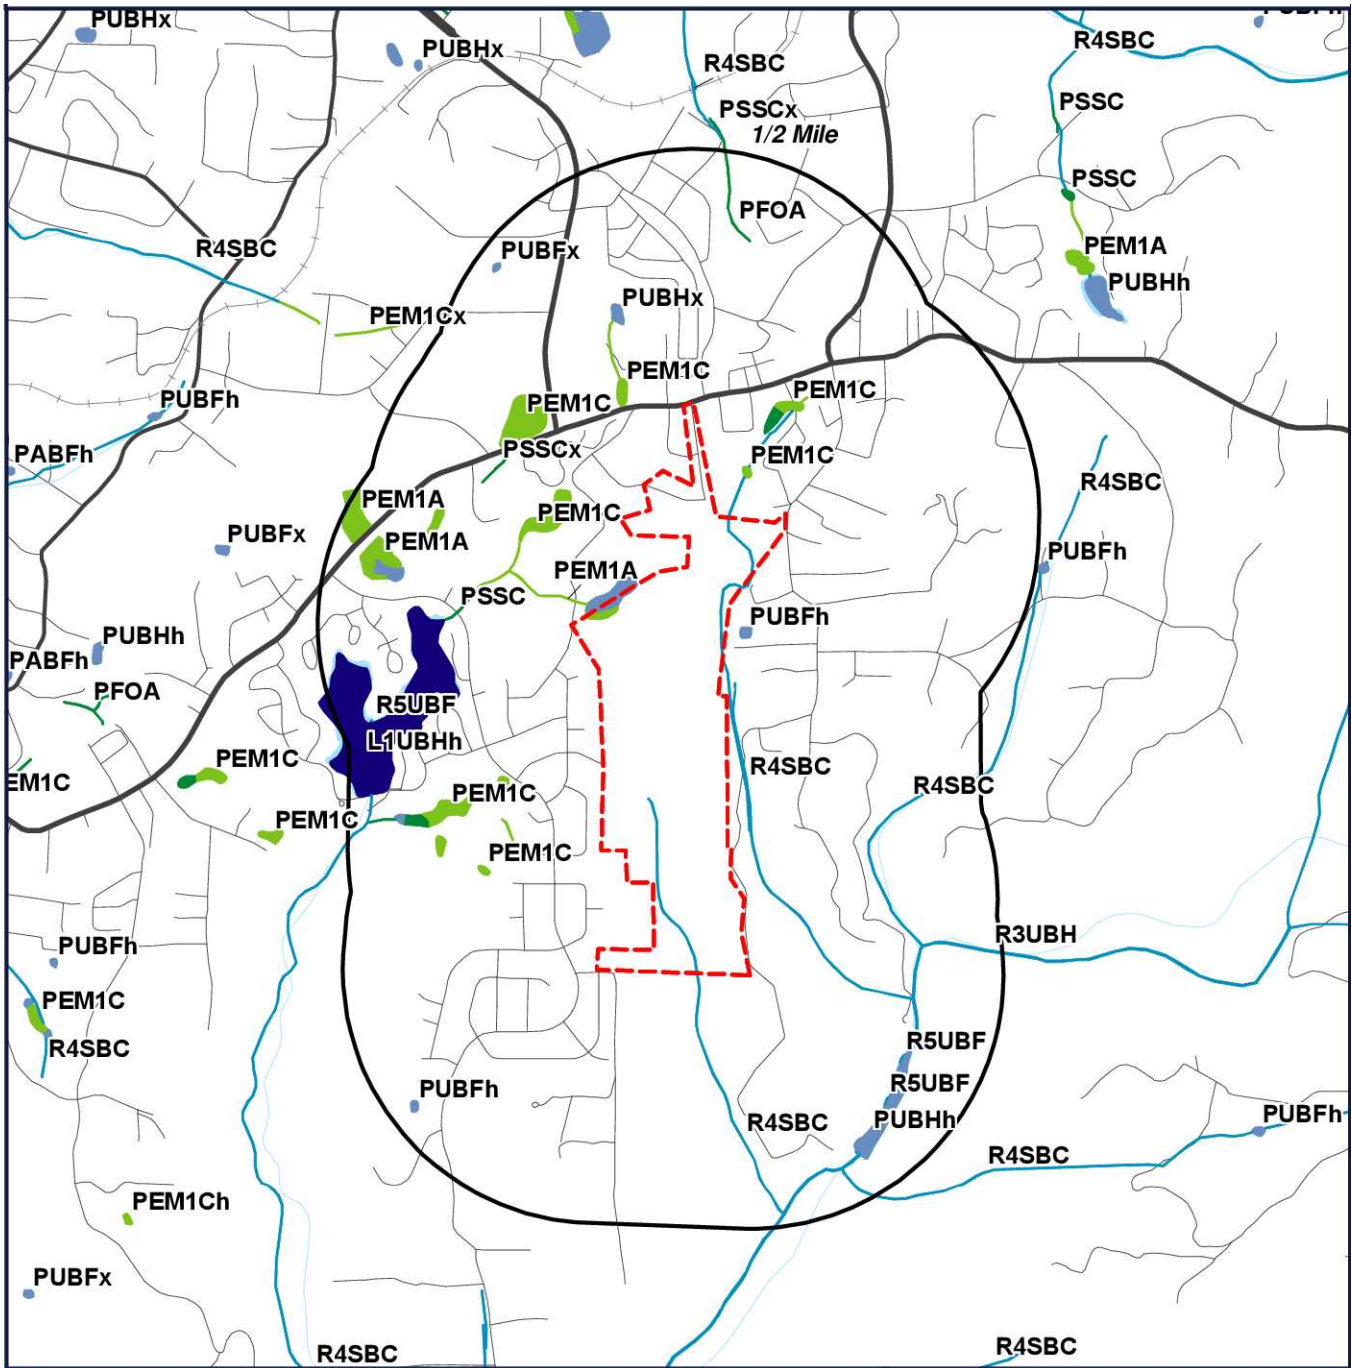 PUBHx
PUBHx
R4SBC
R4SBC
PSSCx
1/2 Mile
PSSC
PSSC
PFOA
R4SBC
PUBFx
PEM1A
PUBHh
PUBHx
PEM1Cx
PEM1C
PEM1C
PEM1C
PUBFh
PSSCx
PABFh
PEM1C
R4SBC
PEM1A
PEM1C
PUBFx
PEM1A
PUBFh
PEM1A
PSSC
PUBFh
PUBHh
PABFh
PFOA
R5UBF
L1UBHh
PEM1C
R4SBC
EM1C
R4SBC
PEM1C
PEM1C
PEM1C
R3UBH
PUBFh
PEM1C
R4SBC
R5UBF
R5UBF
PUBFh
PUBHh
R4SBC
PUBFh
R4SBC
PEM1Ch
PUBFx
R4SBC
R4SBC